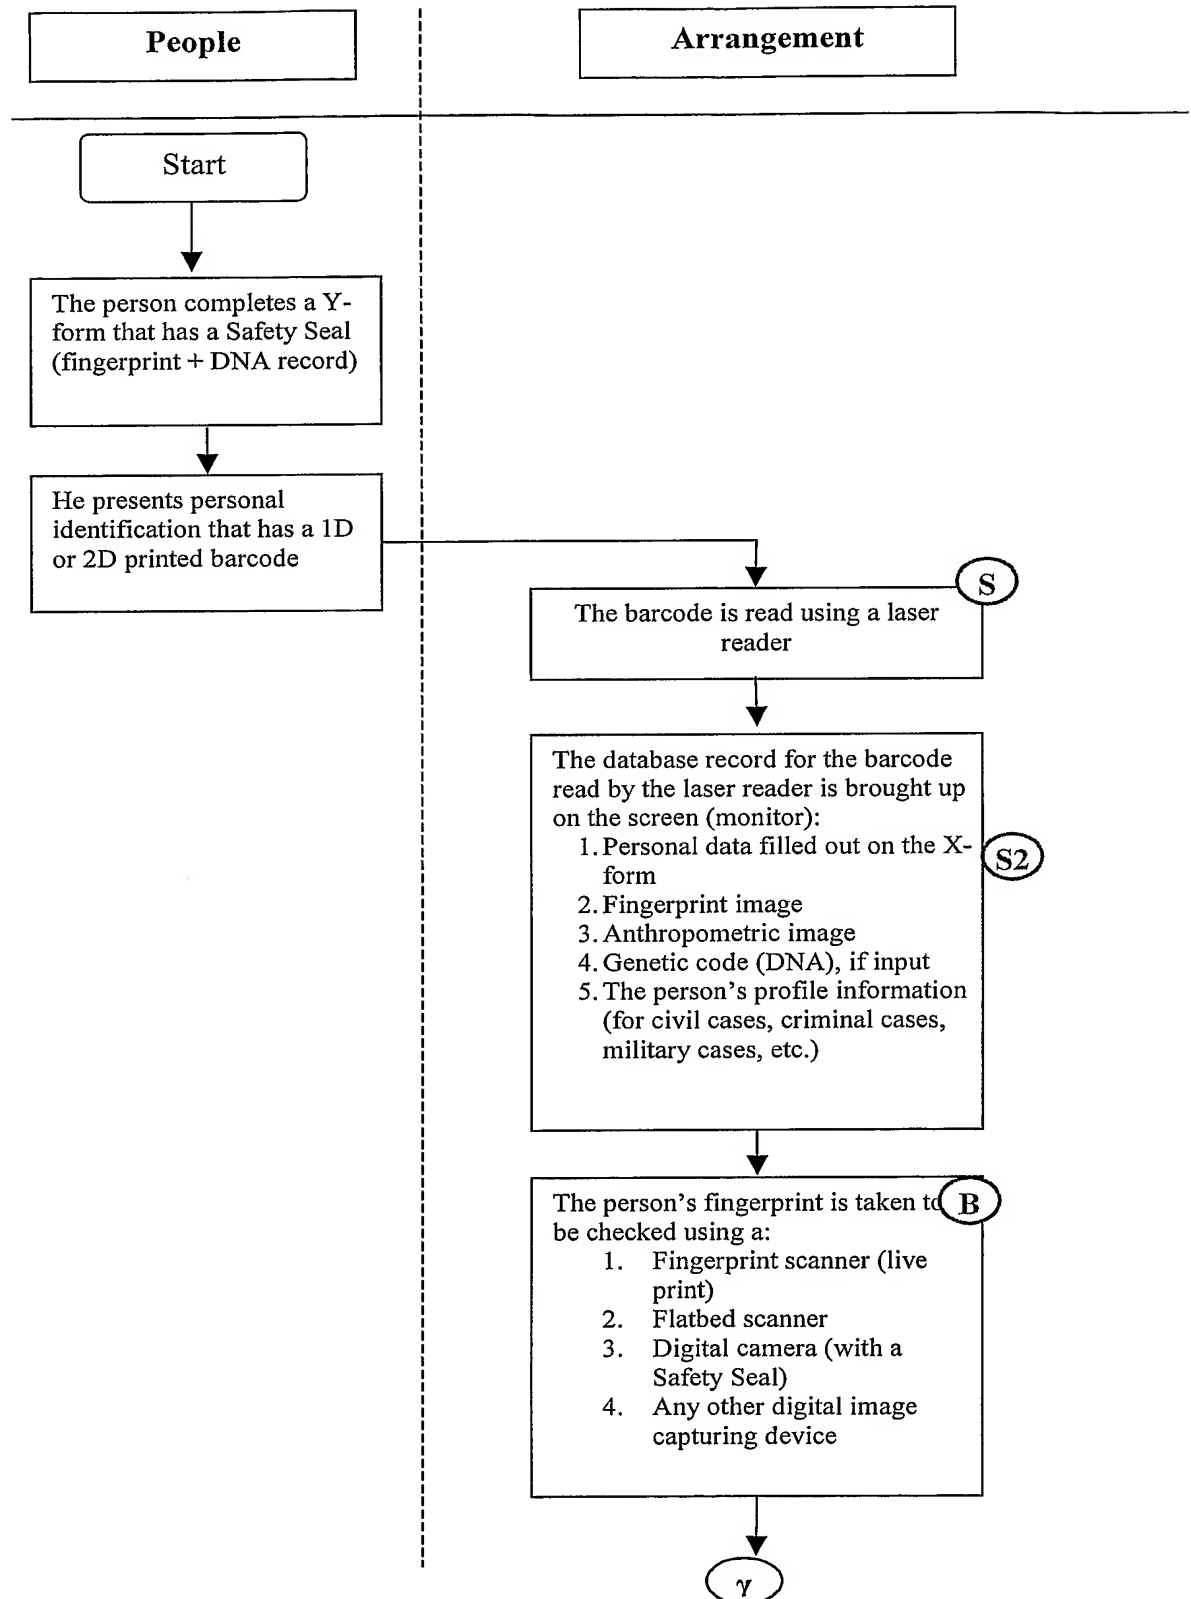 People
Arrangement
Start
The person completes a Y-
form that has a Safety Seal
(fingerprint + DNA record)
He presents personal
identification that has a 1D
or 2D printed barcode
S
The barcode is read using a laser
reader
The database record for the barcode
read by the laser reader is brought up
on the screen (monitor):
1. Personal data filled out on the X-
form
S2
2. Fingerprint image
3. Anthropometric image
4. Genetic code (DNA), if input
5. The person's profile information
(for civil cases, criminal cases,
military cases, etc.)
The person's fingerprint is taken to
B
be checked using a:
1. Fingerprint scanner (live
print)
2. Flatbed scanner
3. Digital camera (with a
Safety Seal)
4. Any other digital image
capturing device
γ